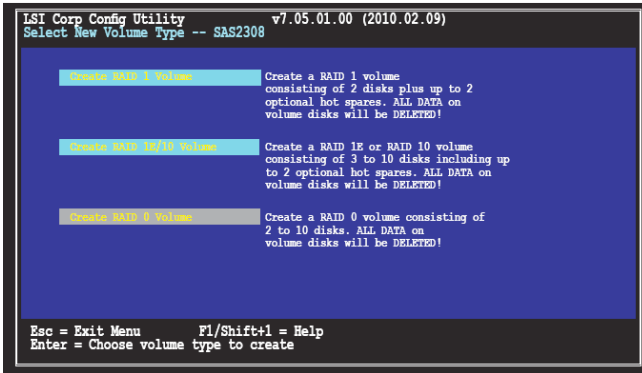 LSI Corp Config Utility v7.05.01.00 (2010.02.09)
Select New Volume Type -- SAS2308
Create RAID 1 Volume Create a RAID 1 volume
consisting of 2 disks plus up to 2
optional hot spares. ALL DATA on
volume disks will be DELETED!
Create RAID 1E/10 Volume Create a RAID 1E or RAID 10 volume
consisting of 3 to 10 disks including up
to 2 optional hot spares. ALL DATA on
volume disks will be DELETED!
Create RAID 0 Volume Create a RAID 0 volume consisting of
2 to 10 disks. ALL DATA on
volume disks will be DELETED!
Esc = Exit Menu F1/Shift+1 = Help
Enter = Choose volume type to create